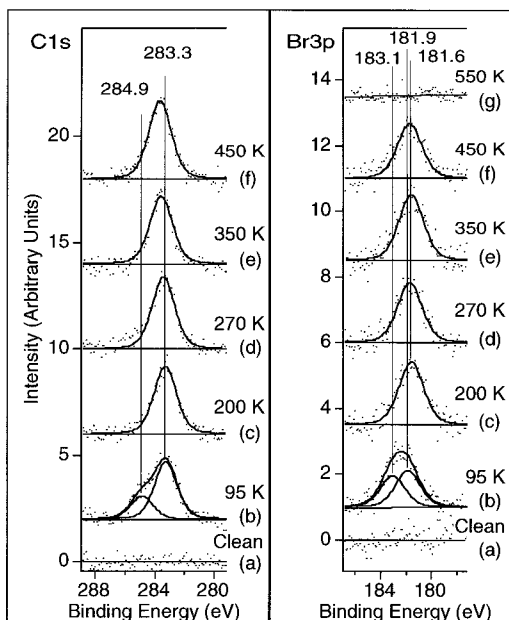 C1s
283.3
284.9
Intensity (Arbitrary Units)
20
15
10
5
0
450 K
(f)
350 K
(e)
270 K
(d)
200 K
(c)
95 K
(b)
Clean
(a)
288
284
280
Binding Energy (eV)
Br3p
181.9
183.1
181.6
14
12
10
8
6
4
2
0
550 K
(g)
450 K
(f)
350 K
(e)
270 K
(d)
200 K
(c)
95 K
(b)
Clean
(a)
184
180
Binding Energy (eV)